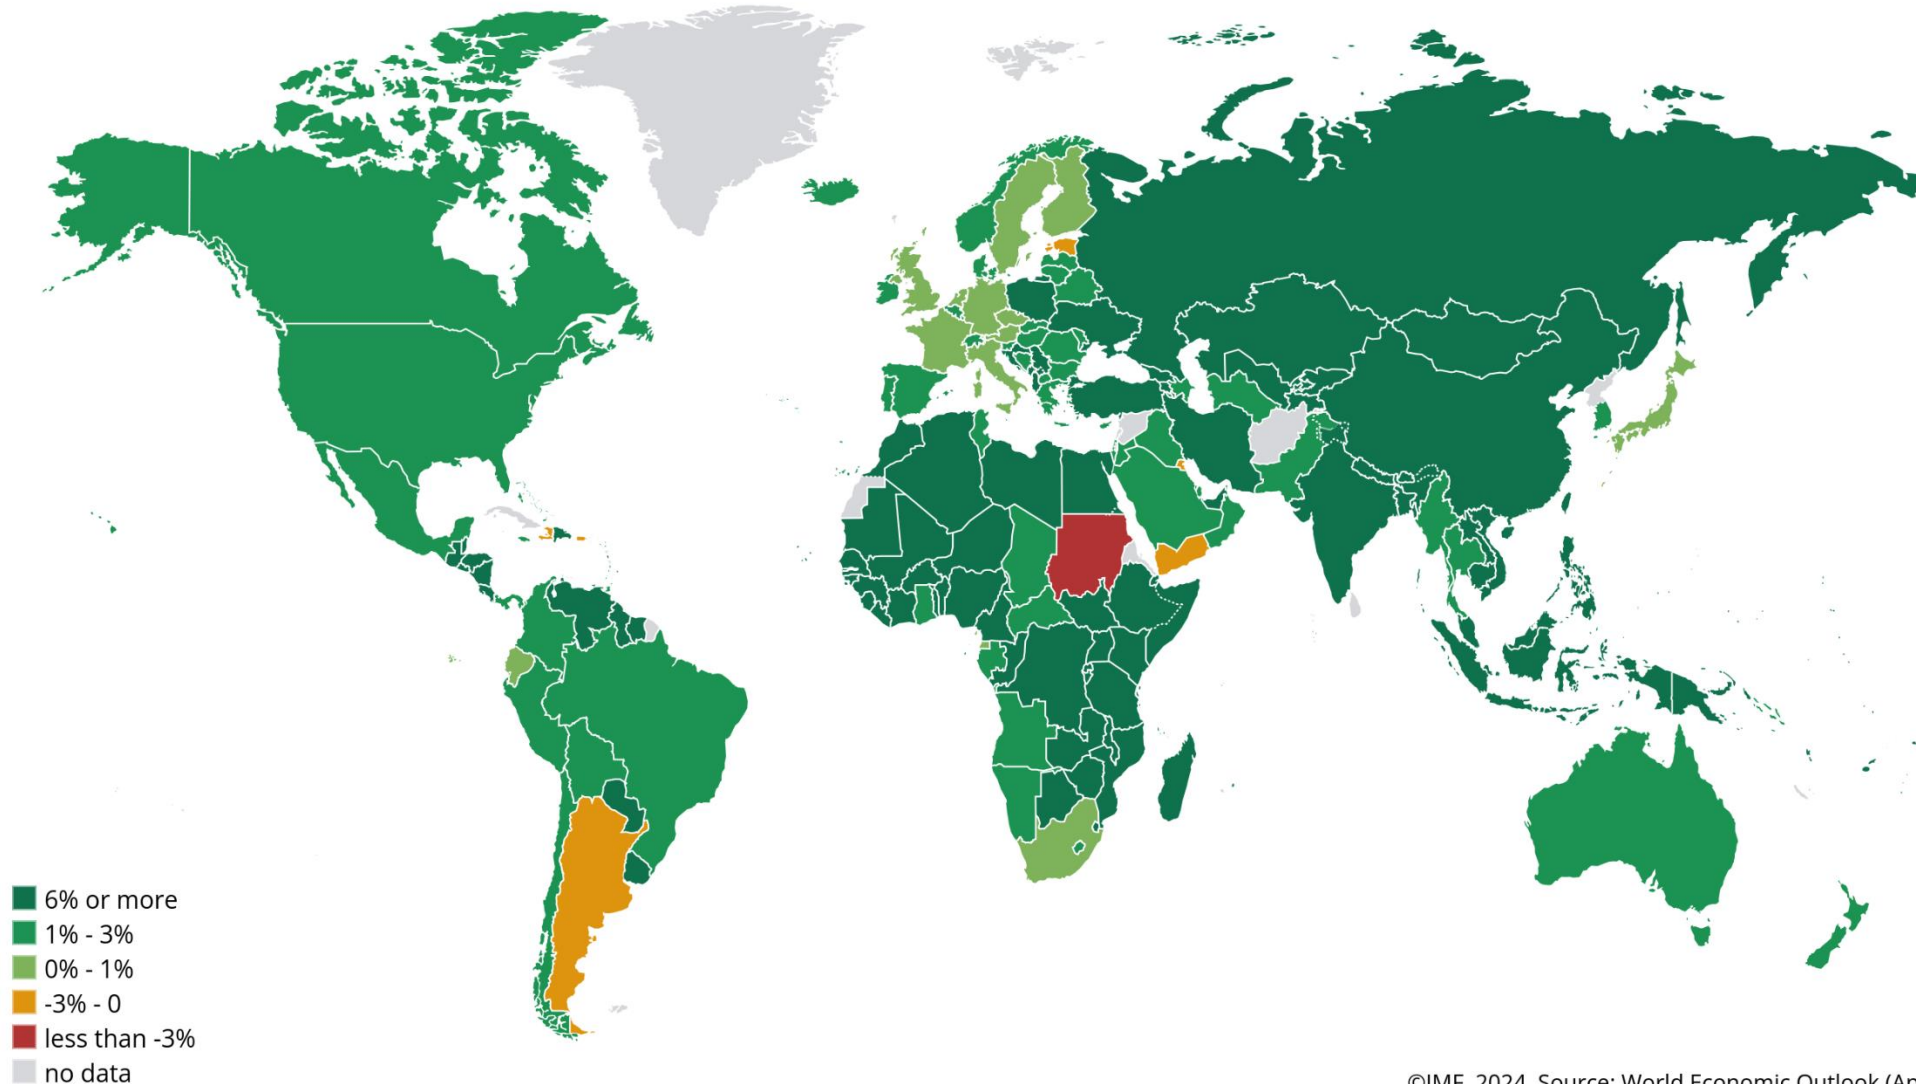 6% or more
1% - 3%
0% - 1%
-3% - 0
less than -3%
no data
©IMF, 2024, Source: World Economic Outlook